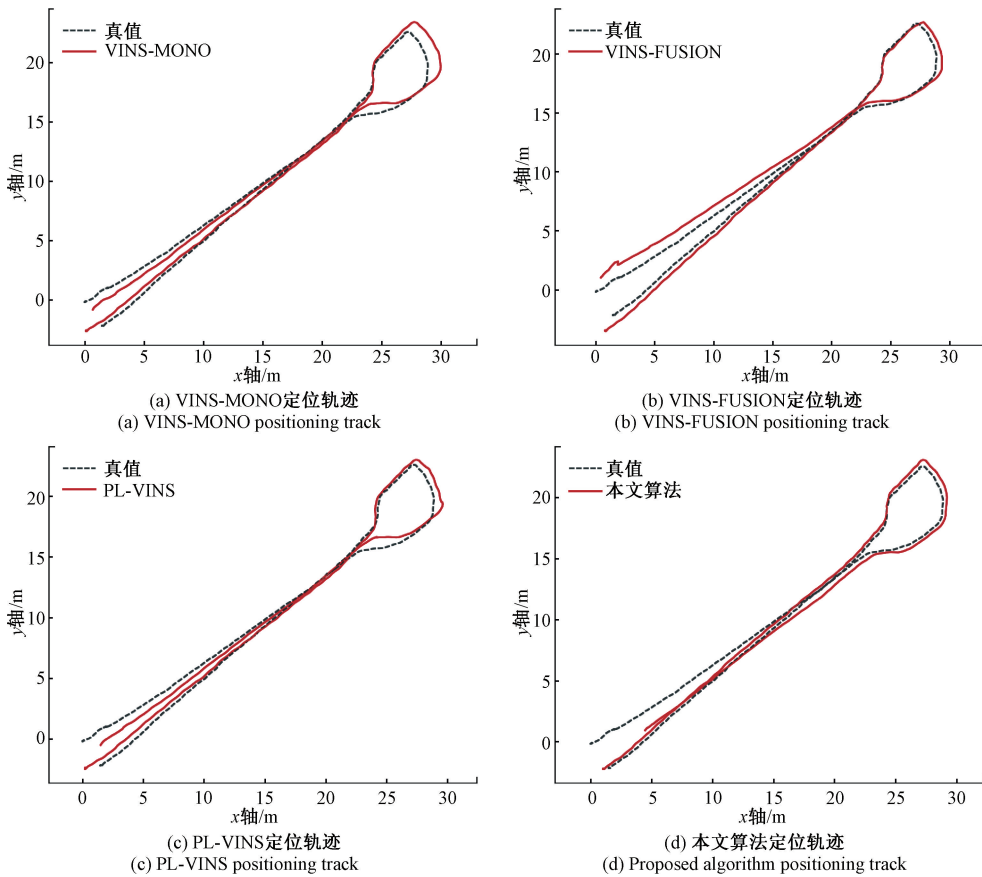 真值
VINS-MONO
20
15
10
5
0
y轴/m
0 5 10 15 20 25 30
x轴/m
(a) VINS-MONO定位轨迹
(a) VINS-MONO positioning track
真值
VINS-FUSION
20
15
10
5
0
y轴/m
0 5 10 15 20 25 30
x轴/m
(b) VINS-FUSION定位轨迹
(b) VINS-FUSION positioning track
真值
PL-VINS
20
15
10
5
0
y轴/m
0 5 10 15 20 25 30
x轴/m
(c) PL-VINS定位轨迹
(c) PL-VINS positioning track
真值
本文算法
20
15
10
5
0
y轴/m
0 5 10 15 20 25 30
x轴/m
(d) 本文算法定位轨迹
(d) Proposed algorithm positioning track